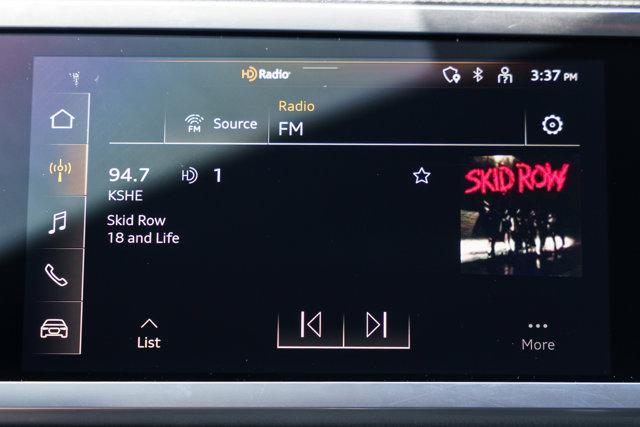 HD Radio
3:37 PM
FM
Source
Radio
FM
94.7
HD 1
KSHE
Skid Row
18 and Life
SKID ROW
List
More